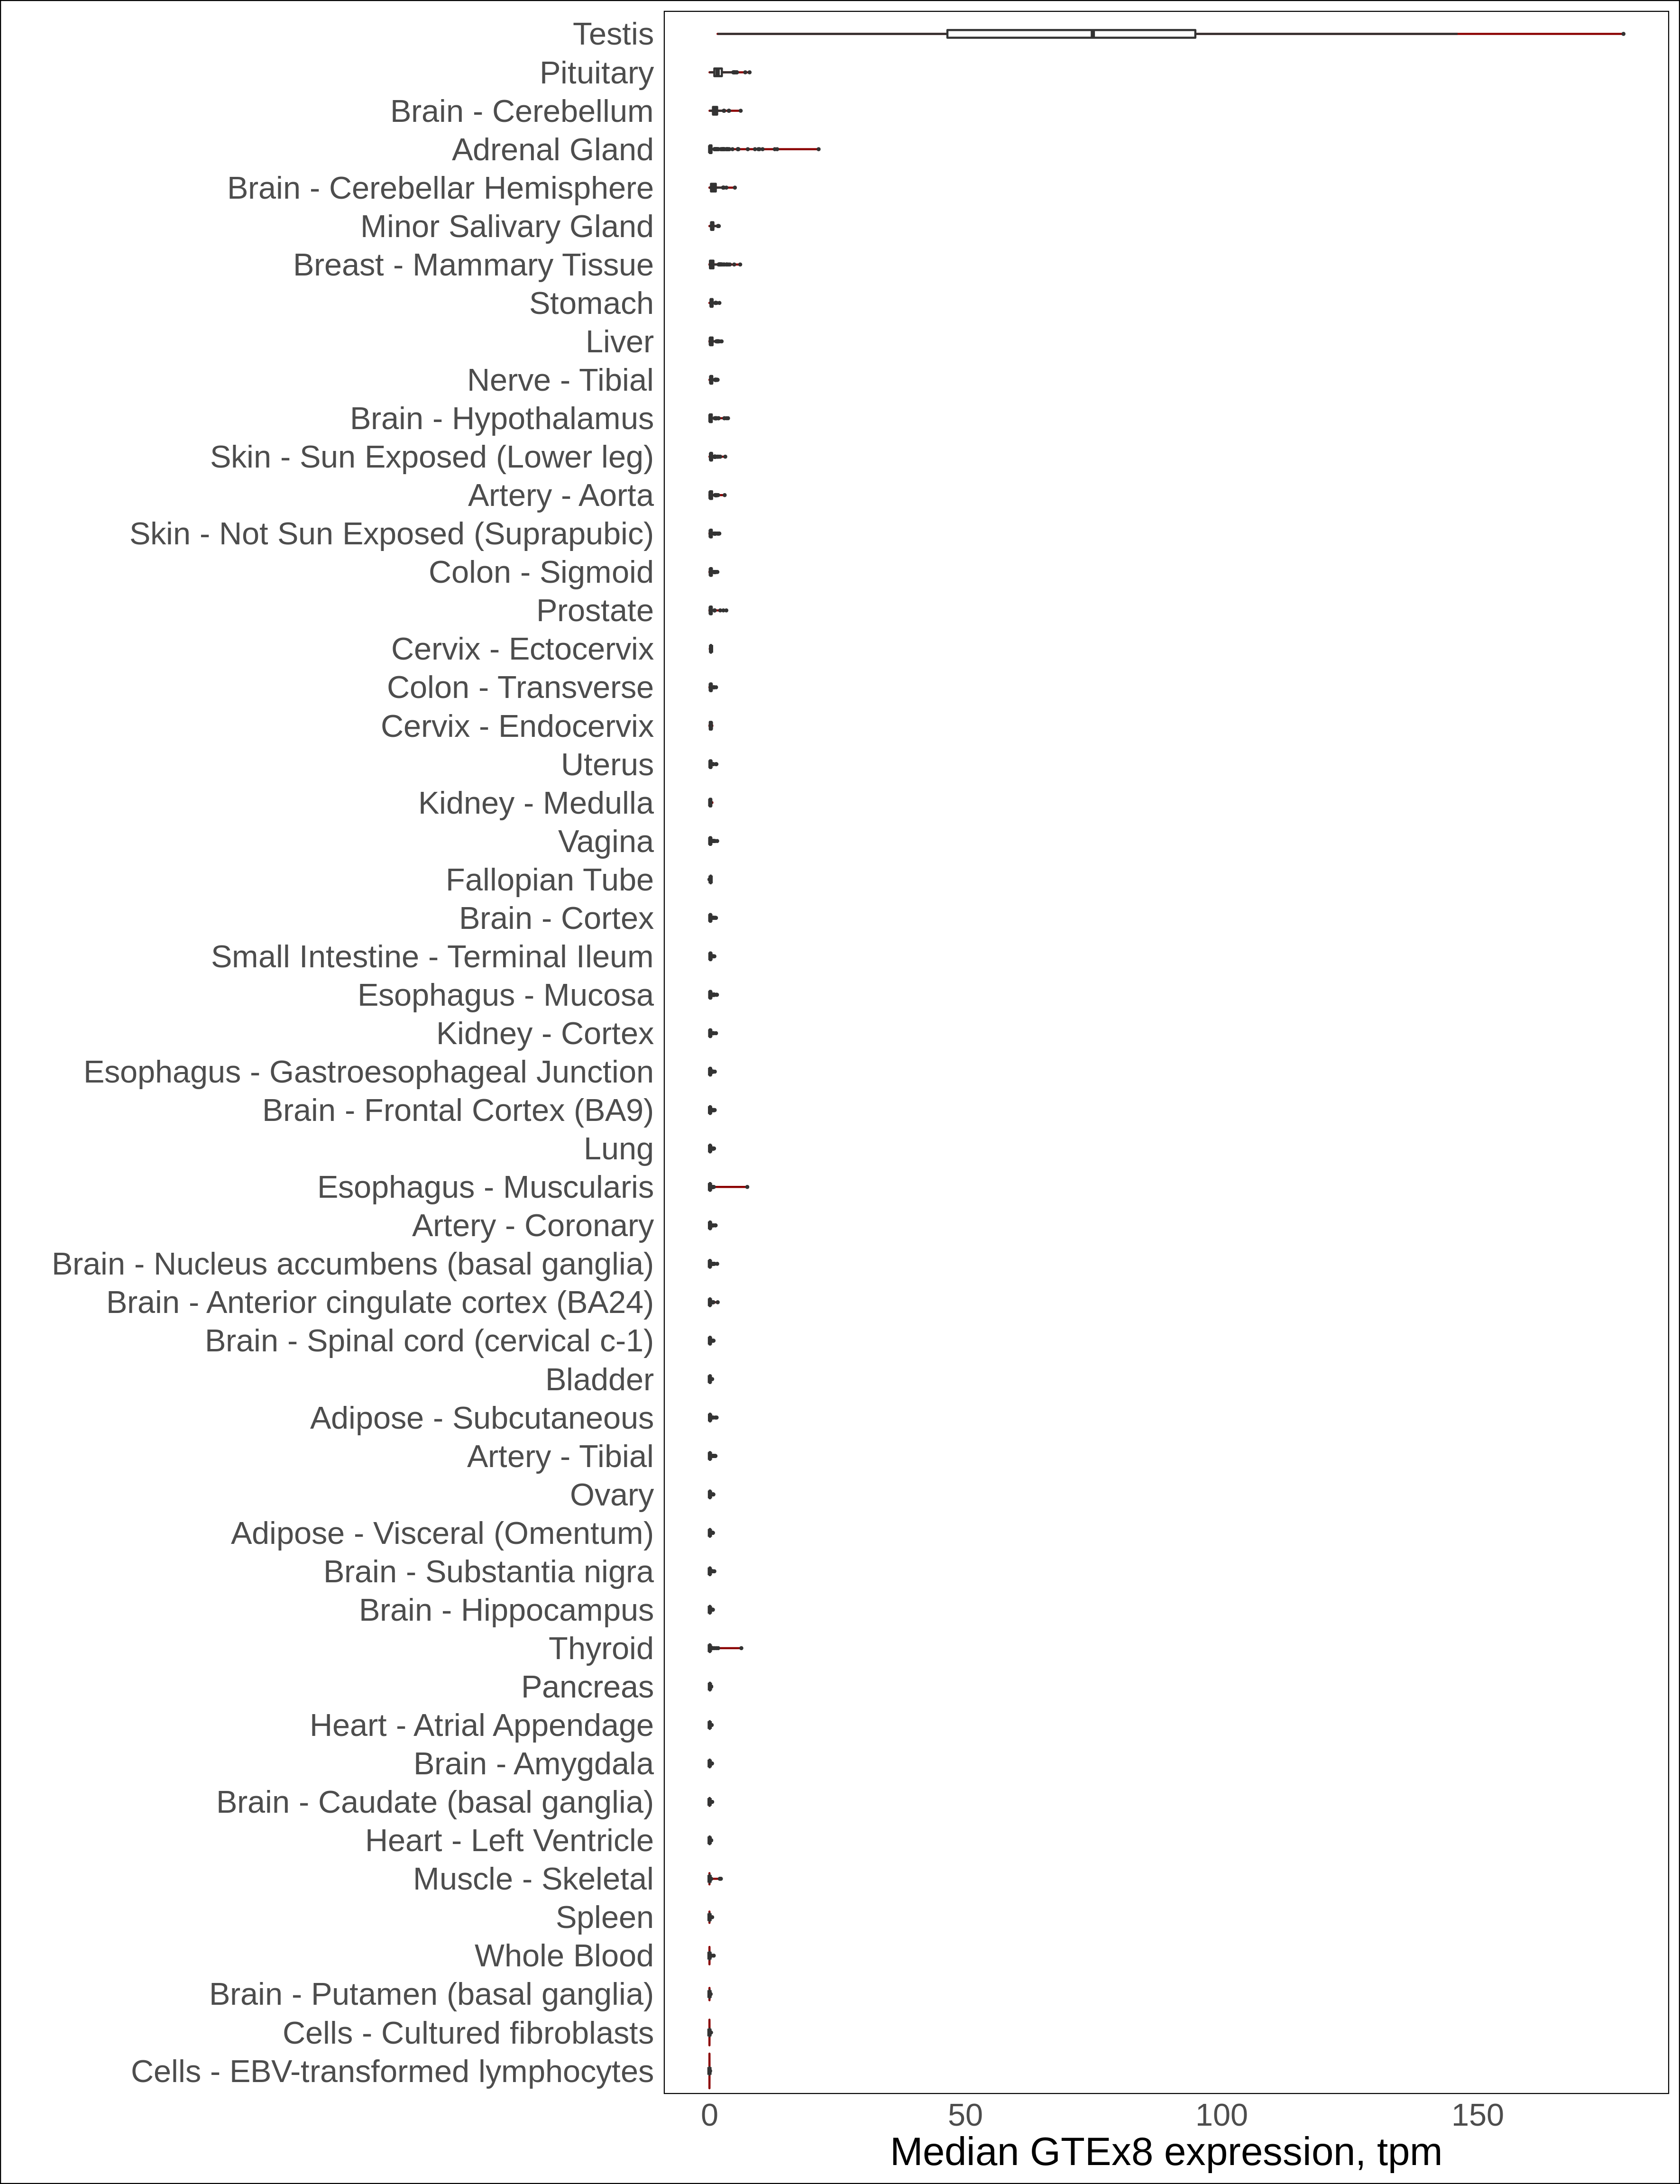 Testis
Pituitary
Brain - Cerebellum
Adrenal Gland
Brain - Cerebellar Hemisphere
Minor Salivary Gland
Breast - Mammary Tissue
Stomach
Liver
Nerve - Tibial
Brain - Hypothalamus
Skin - Sun Exposed (Lower leg)
Artery - Aorta
Skin - Not Sun Exposed (Suprapubic)
Colon - Sigmoid
Prostate
Cervix - Ectocervix
Colon - Transverse
Cervix - Endocervix
Uterus
Kidney - Medulla
Vagina
Fallopian Tube
Brain - Cortex
Small Intestine - Terminal Ileum
Esophagus - Mucosa
Kidney - Cortex
Esophagus - Gastroesophageal Junction
Brain - Frontal Cortex (BA9)
Lung
Esophagus - Muscularis
Artery - Coronary
Brain - Nucleus accumbens (basal ganglia)
Brain - Anterior cingulate cortex (BA24)
Brain - Spinal cord (cervical c-1)
Bladder
Adipose - Subcutaneous
Artery - Tibial
Ovary
Adipose - Visceral (Omentum)
Brain - Substantia nigra
Brain - Hippocampus
Thyroid
Pancreas
Heart - Atrial Appendage
Brain - Amygdala
Brain - Caudate (basal ganglia)
Heart - Left Ventricle
Muscle - Skeletal
Spleen
Whole Blood
Brain - Putamen (basal ganglia)
Cells - Cultured fibroblasts
Cells - EBV-transformed lymphocytes
0 50 100 150
Median GTEx8 expression, tpm